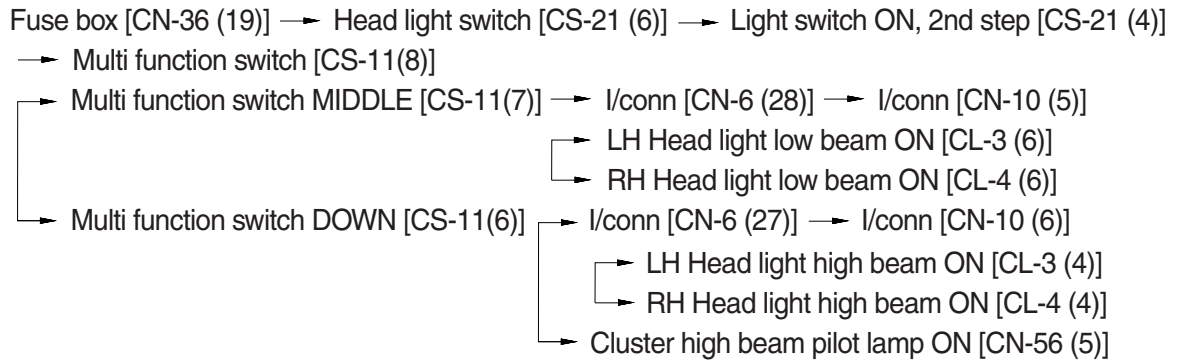 Fuse box [CN-36 (19)] → Head light switch [CS-21 (6)] → Light switch ON, 2nd step [CS-21 (4)]
→ Multi function switch [CS-11(8)]
→ Multi function switch MIDDLE [CS-11(7)] → I/conn [CN-6 (28)] → I/conn [CN-10 (5)]
→ LH Head light low beam ON [CL-3 (6)]
→ RH Head light low beam ON [CL-4 (6)]
→ Multi function switch DOWN [CS-11(6)] → I/conn [CN-6 (27)] → I/conn [CN-10 (6)]
→ LH Head light high beam ON [CL-3 (4)]
→ RH Head light high beam ON [CL-4 (4)]
→ Cluster high beam pilot lamp ON [CN-56 (5)]